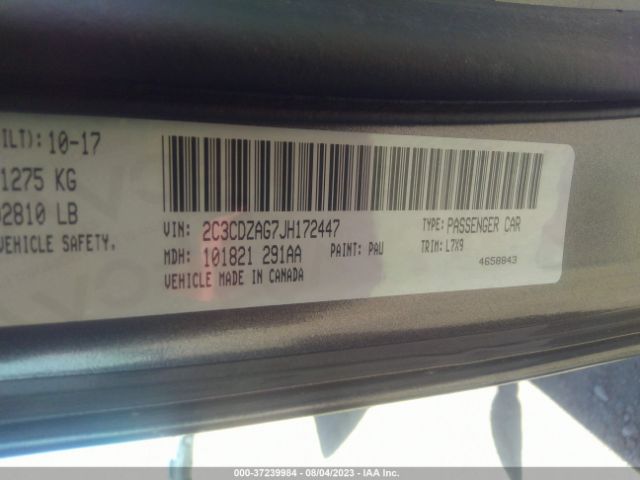 ILT): 10-17
1275 KG
2810 LB
VEHICLE SAFETY.
VIN: 2C3CDZAG7JH172447 TYPE: PASSENGER CAR
MDH: 101821 291AA PAINT: PAU TRIM: L7X9
VEHICLE MADE IN CANADA 4658843
000-37239984 - 08/04/2023 - IAA Inc.